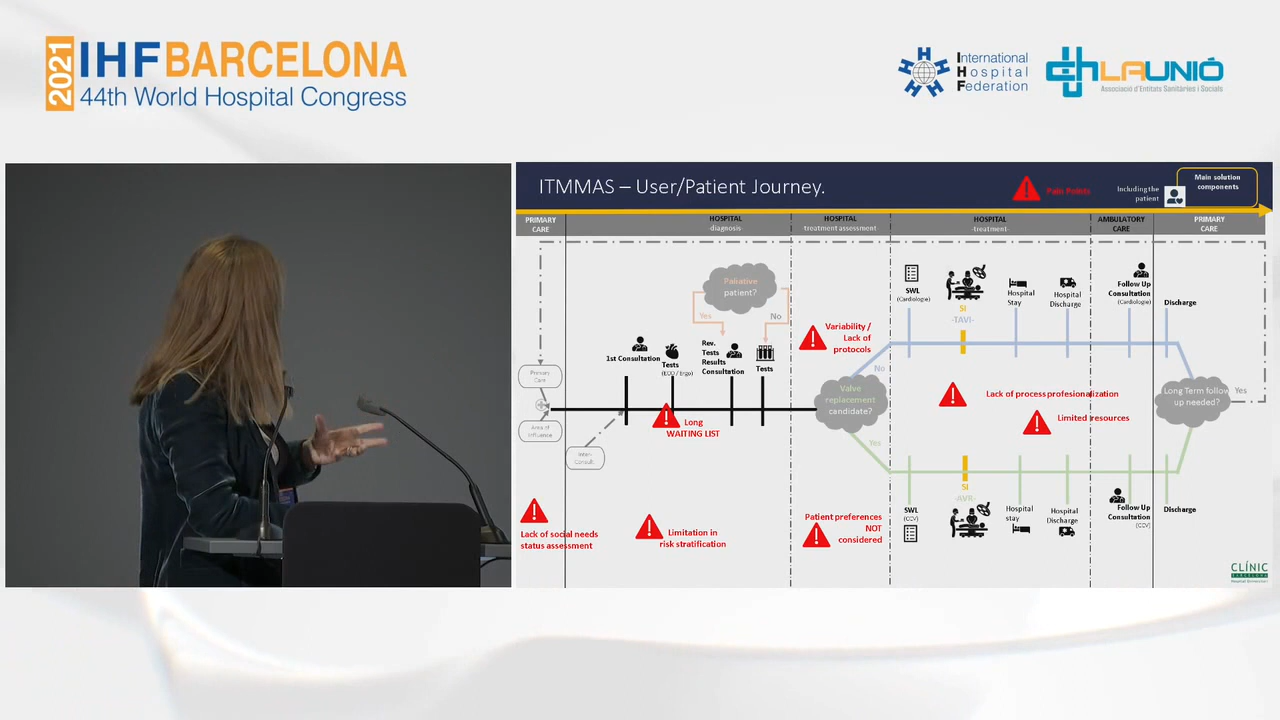 2021
IHF BARCELONA
44th World Hospital Congress
International
Hospital
Federation
LAUNIÓ
Associació d'Entitats Sanitàries i Socials
ITMMAS – User/Patient Journey.
Pain Points
Including the
patient
Main solution
components
PRIMARY
CARE
HOSPITAL
-diagnosis-
HOSPITAL
-treatment assessment-
HOSPITAL
-treatment-
AMBULATORY
CARE
PRIMARY
CARE
Paliative
patient?
Yes
No
1st Consultation
Tests
(ECO / Ergo)
Rev.
Tests
Results
Consultation
Tests
Primary
Care
Area of
Influence
Inter-
Consult.
Long
WAITING LIST
Variability /
Lack of
protocols
No
Valve
replacement
candidate?
Yes
SWL
(Cardiologie)
SI
-TAVI-
Hospital
Stay
Hospital
Discharge
Follow Up
Consultation
(Cardiologie)
Discharge
Lack of process profesionalization
Limited resources
Long Term follow
up needed?
Yes
Lack of social needs
status assessment
Limitation in
risk stratification
Patient preferences
NOT
considered
SWL
(CCV)
SI
-AVR-
Hospital
stay
Hospital
Discharge
Follow Up
Consultation
(CCV)
Discharge
CLÍNIC
BARCELONA
Hospital Universitari